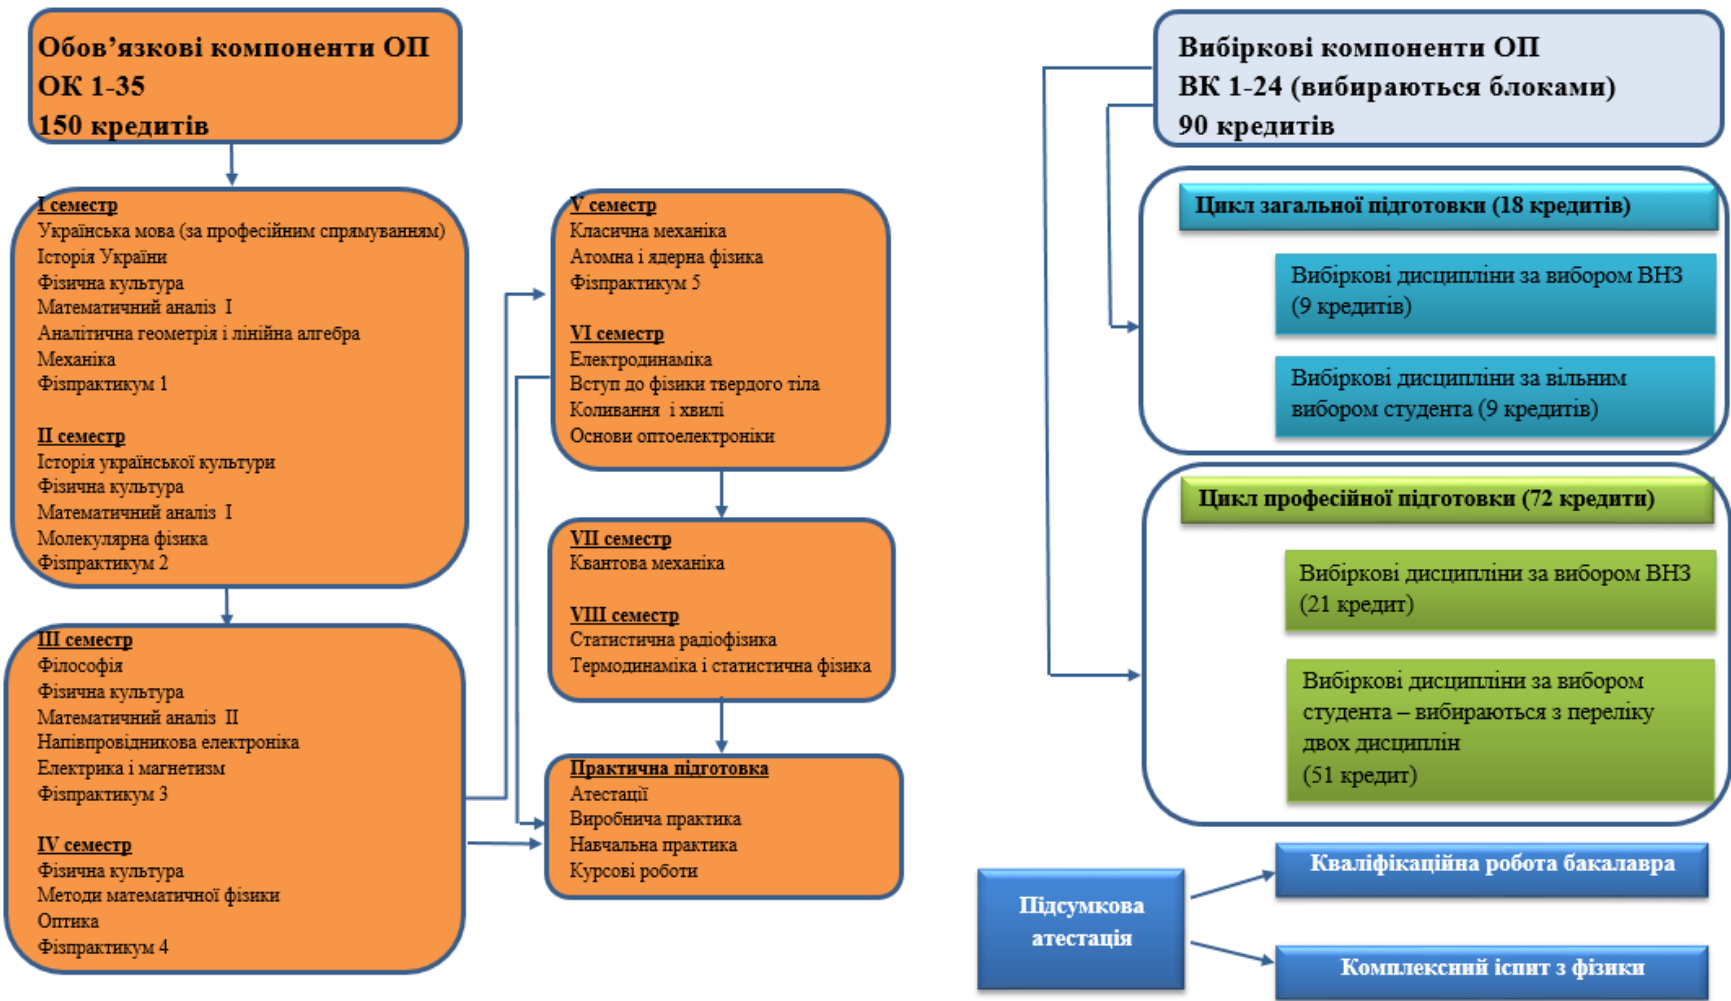 Обов’язкові компоненти ОП
ОК 1-35
150 кредитів
І семестр
Українська мова (за професійним спрямуванням)
Історія України
Фізична культура
Математичний аналіз I
Аналітична геометрія і лінійна алгебра
Механіка
Фізпрактикум 1
ІІ семестр
Історія української культури
Фізична культура
Математичний аналіз I
Молекулярна фізика
Фізпрактикум 2
ІІІ семестр
Філософія
Фізична культура
Математичний аналіз II
Напівпровідникова електроніка
Електрика і магнетизм
Фізпрактикум 3
IV семестр
Фізична культура
Методи математичної фізики
Оптика
Фізпрактикум 4
V семестр
Класична механіка
Атомна і ядерна фізика
Фізпрактикум 5
VI семестр
Електродинаміка
Вступ до фізики твердого тіла
Коливання і хвилі
Основи оптоелектроніки
VII семестр
Квантова механіка
VIII семестр
Статистична радіофізика
Термодинаміка і статистична фізика
Практична підготовка
Атестації
Виробнича практика
Навчальна практика
Курсові роботи
Вибіркові компоненти ОП
ВК 1-24 (вибираються блоками)
90 кредитів
Цикл загальної підготовки (18 кредитів)
Вибіркові дисципліни за вибором ВНЗ
(9 кредитів)
Вибіркові дисципліни за вільним
вибором студента (9 кредитів)
Цикл професійної підготовки (72 кредити)
Вибіркові дисципліни за вибором ВНЗ
(21 кредит)
Вибіркові дисципліни за вибором
студента – вибираються з переліку
двох дисциплін
(51 кредит)
Підсумкова
атестація
Кваліфікаційна робота бакалавра
Комплексний іспит з фізики